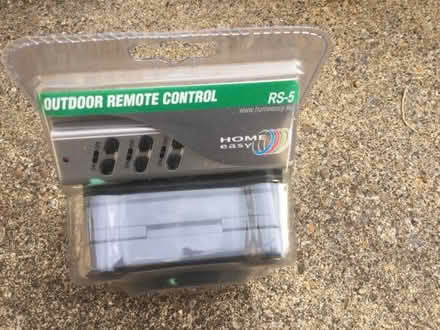 OUTDOOR REMOTE CONTROL RS-5
HOME
easy